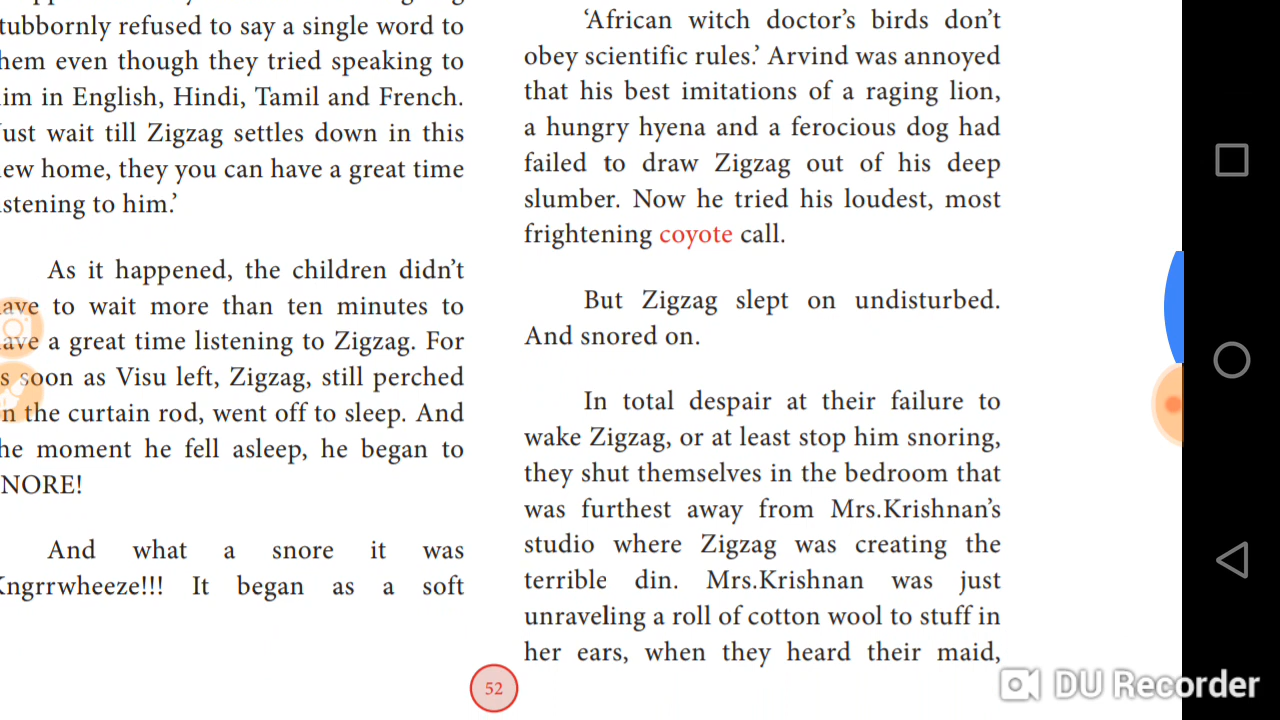 tubbornly refused to say a single word to
hem even though they tried speaking to
im in English, Hindi, Tamil and French.
ust wait till Zigzag settles down in this
ew home, they you can have a great time
stening to him.’
As it happened, the children didn’t
ave to wait more than ten minutes to
ave a great time listening to Zigzag. For
s soon as Visu left, Zigzag, still perched
n the curtain rod, went off to sleep. And
he moment he fell asleep, he began to
NORE!
And what a snore it was
Kngrrwheeze!!! It began as a soft
‘African witch doctor’s birds don’t
obey scientific rules.’ Arvind was annoyed
that his best imitations of a raging lion,
a hungry hyena and a ferocious dog had
failed to draw Zigzag out of his deep
slumber. Now he tried his loudest, most
frightening coyote call.
But Zigzag slept on undisturbed.
And snored on.
In total despair at their failure to
wake Zigzag, or at least stop him snoring,
they shut themselves in the bedroom that
was furthest away from Mrs.Krishnan’s
studio where Zigzag was creating the
terrible din. Mrs.Krishnan was just
unraveling a roll of cotton wool to stuff in
her ears, when they heard their maid,
52
DU Recorder